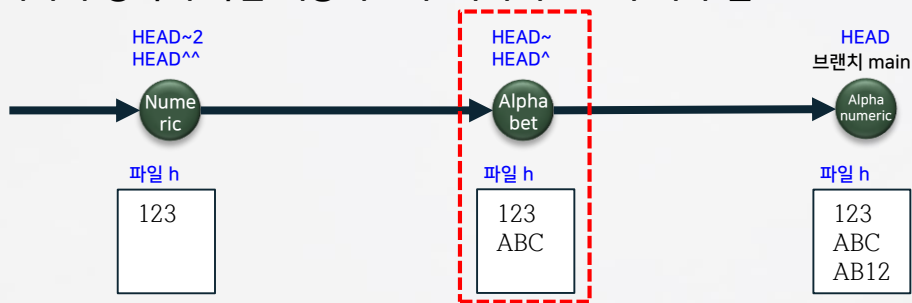 HEAD~2
HEAD^^
HEAD~
HEAD^
HEAD
브랜치 main
Nume
ric
Alpha
bet
Alpha
numeric
파일 h
파일 h
파일 h
123
123
ABC
123
ABC
AB12